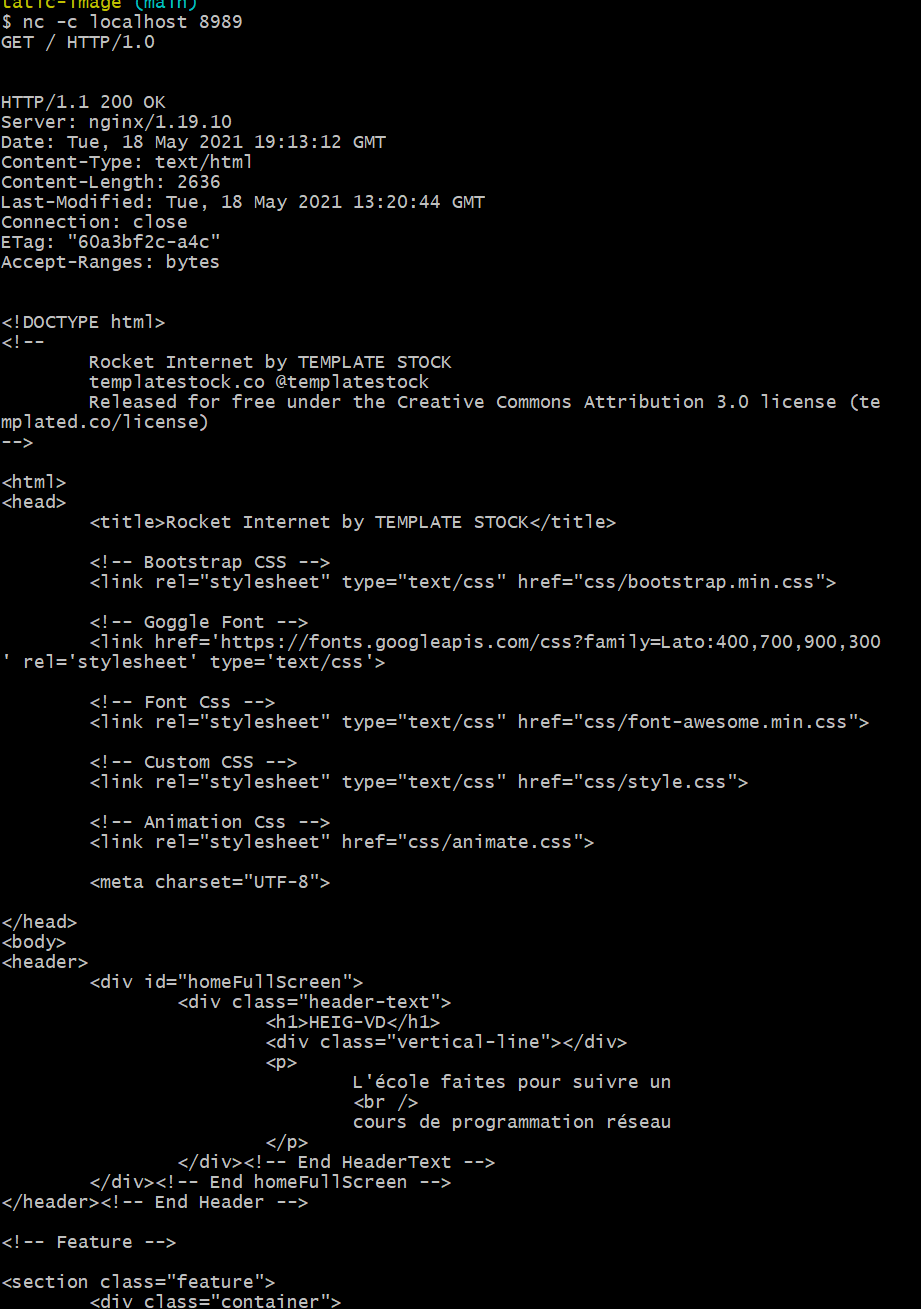 tatic-image (main)
$ nc -c localhost 8989
GET / HTTP/1.0
HTTP/1.1 200 OK
Server: nginx/1.19.10
Date: Tue, 18 May 2021 19:13:12 GMT
Content-Type: text/html
Content-Length: 2636
Last-Modified: Tue, 18 May 2021 13:20:44 GMT
Connection: close
ETag: "60a3bf2c-a4c"
Accept-Ranges: bytes
<!DOCTYPE html>
<!--
Rocket Internet by TEMPLATE STOCK
templatestock.co @templatestock
Released for free under the Creative Commons Attribution 3.0 license (te
mplated.co/license)
-->
<html>
<head>
<title>Rocket Internet by TEMPLATE STOCK</title>
<!-- Bootstrap CSS -->
<link rel="stylesheet" type="text/css" href="css/bootstrap.min.css">
<!-- Goggle Font -->
<link href='https://fonts.googleapis.com/css?family=Lato:400,700,900,300
' rel='stylesheet' type='text/css'>
<!-- Font Css -->
<link rel="stylesheet" type="text/css" href="css/font-awesome.min.css">
<!-- Custom CSS -->
<link rel="stylesheet" type="text/css" href="css/style.css">
<!-- Animation Css -->
<link rel="stylesheet" href="css/animate.css">
<meta charset="UTF-8">
</head>
<body>
<header>
<div id="homeFullScreen">
<div class="header-text">
<h1>HEIG-VD</h1>
<div class="vertical-line"></div>
<p>
L'école faites pour suivre un
<br />
cours de programmation réseau
</p>
</div><!-- End HeaderText -->
</div><!-- End homeFullScreen -->
</header><!-- End Header -->
<!-- Feature -->
<section class="feature">
<div class="container">